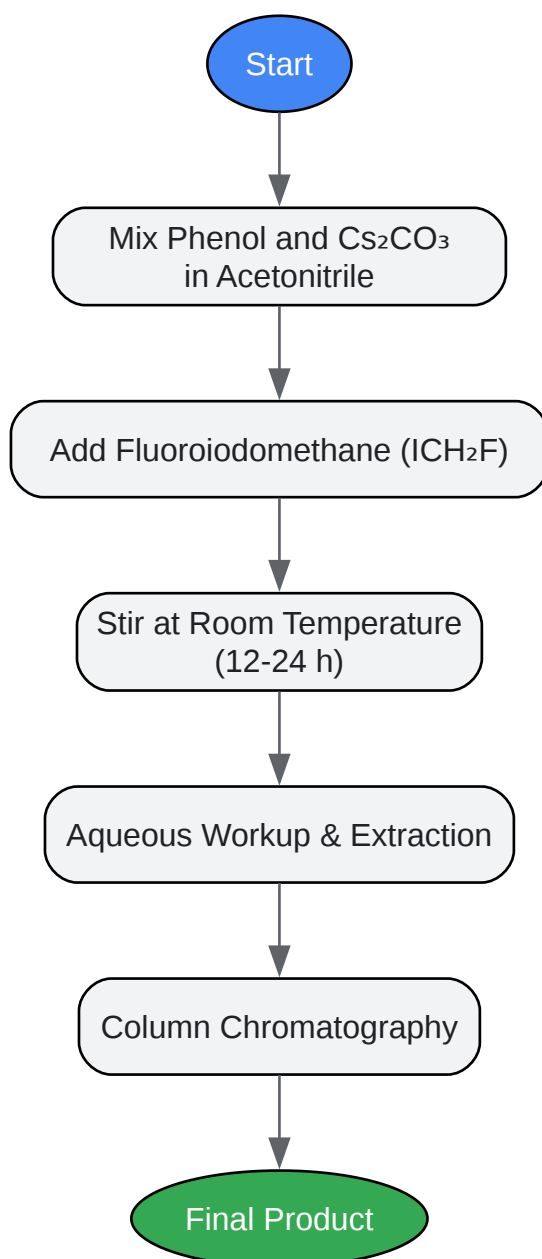 Start
Mix Phenol and Cs₂CO₃
in Acetonitrile
Add Fluoroiodomethane (ICH₂F)
Stir at Room Temperature
(12-24 h)
Aqueous Workup & Extraction
Column Chromatography
Final Product